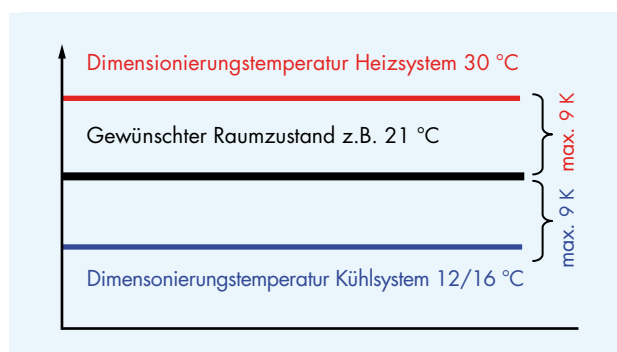 Dimensionierungstemperatur Heizsystem 30 °C
Gewünschter Raumzustand z.B. 21 °C
max. 9 K
max. 9 K
Dimensonierungstemperatur Kühlsystem 12/16 °C